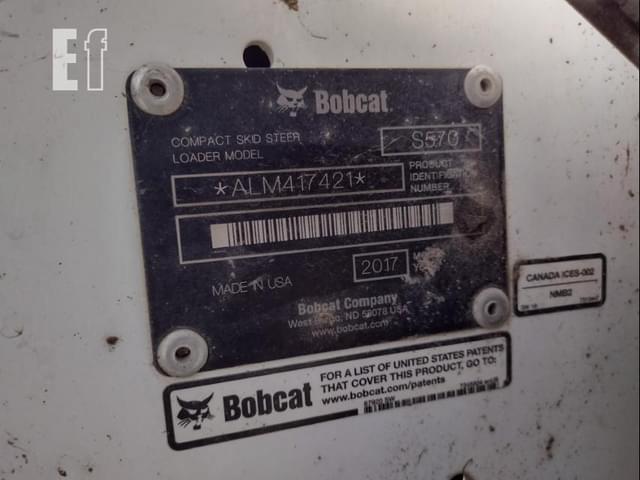 Ef
Bobcat
COMPACT SKID STEER
LOADER MODEL
S570
*ALM417421*
PRODUCT
IDENTIFICATION
NUMBER
MADE IN USA
2017
Bobcat Company
West Fargo, ND 58078 USA
www.bobcat.com
CANADA ICES-002
NMB2
Bobcat
FOR A LIST OF UNITED STATES PATENTS
THAT COVER THIS PRODUCT, GO TO:
www.bobcat.com/patents